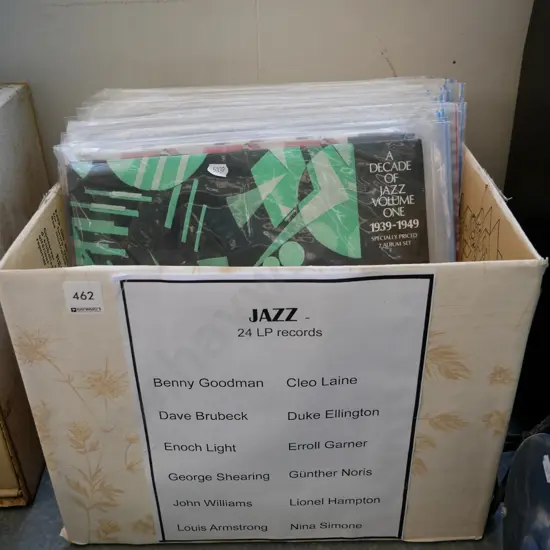 A
DECADE
OF
JAZZ
VOLUME
ONE
1939-1949
SPECIALLY PRICED
2 ALBUM SET
462
JAZZ -
24 LP records
Benny Goodman Cleo Laine
Dave Brubeck Duke Ellington
Enoch Light Erroll Garner
George Shearing Günther Noris
John Williams Lionel Hampton
Louis Armstrong Nina Simone